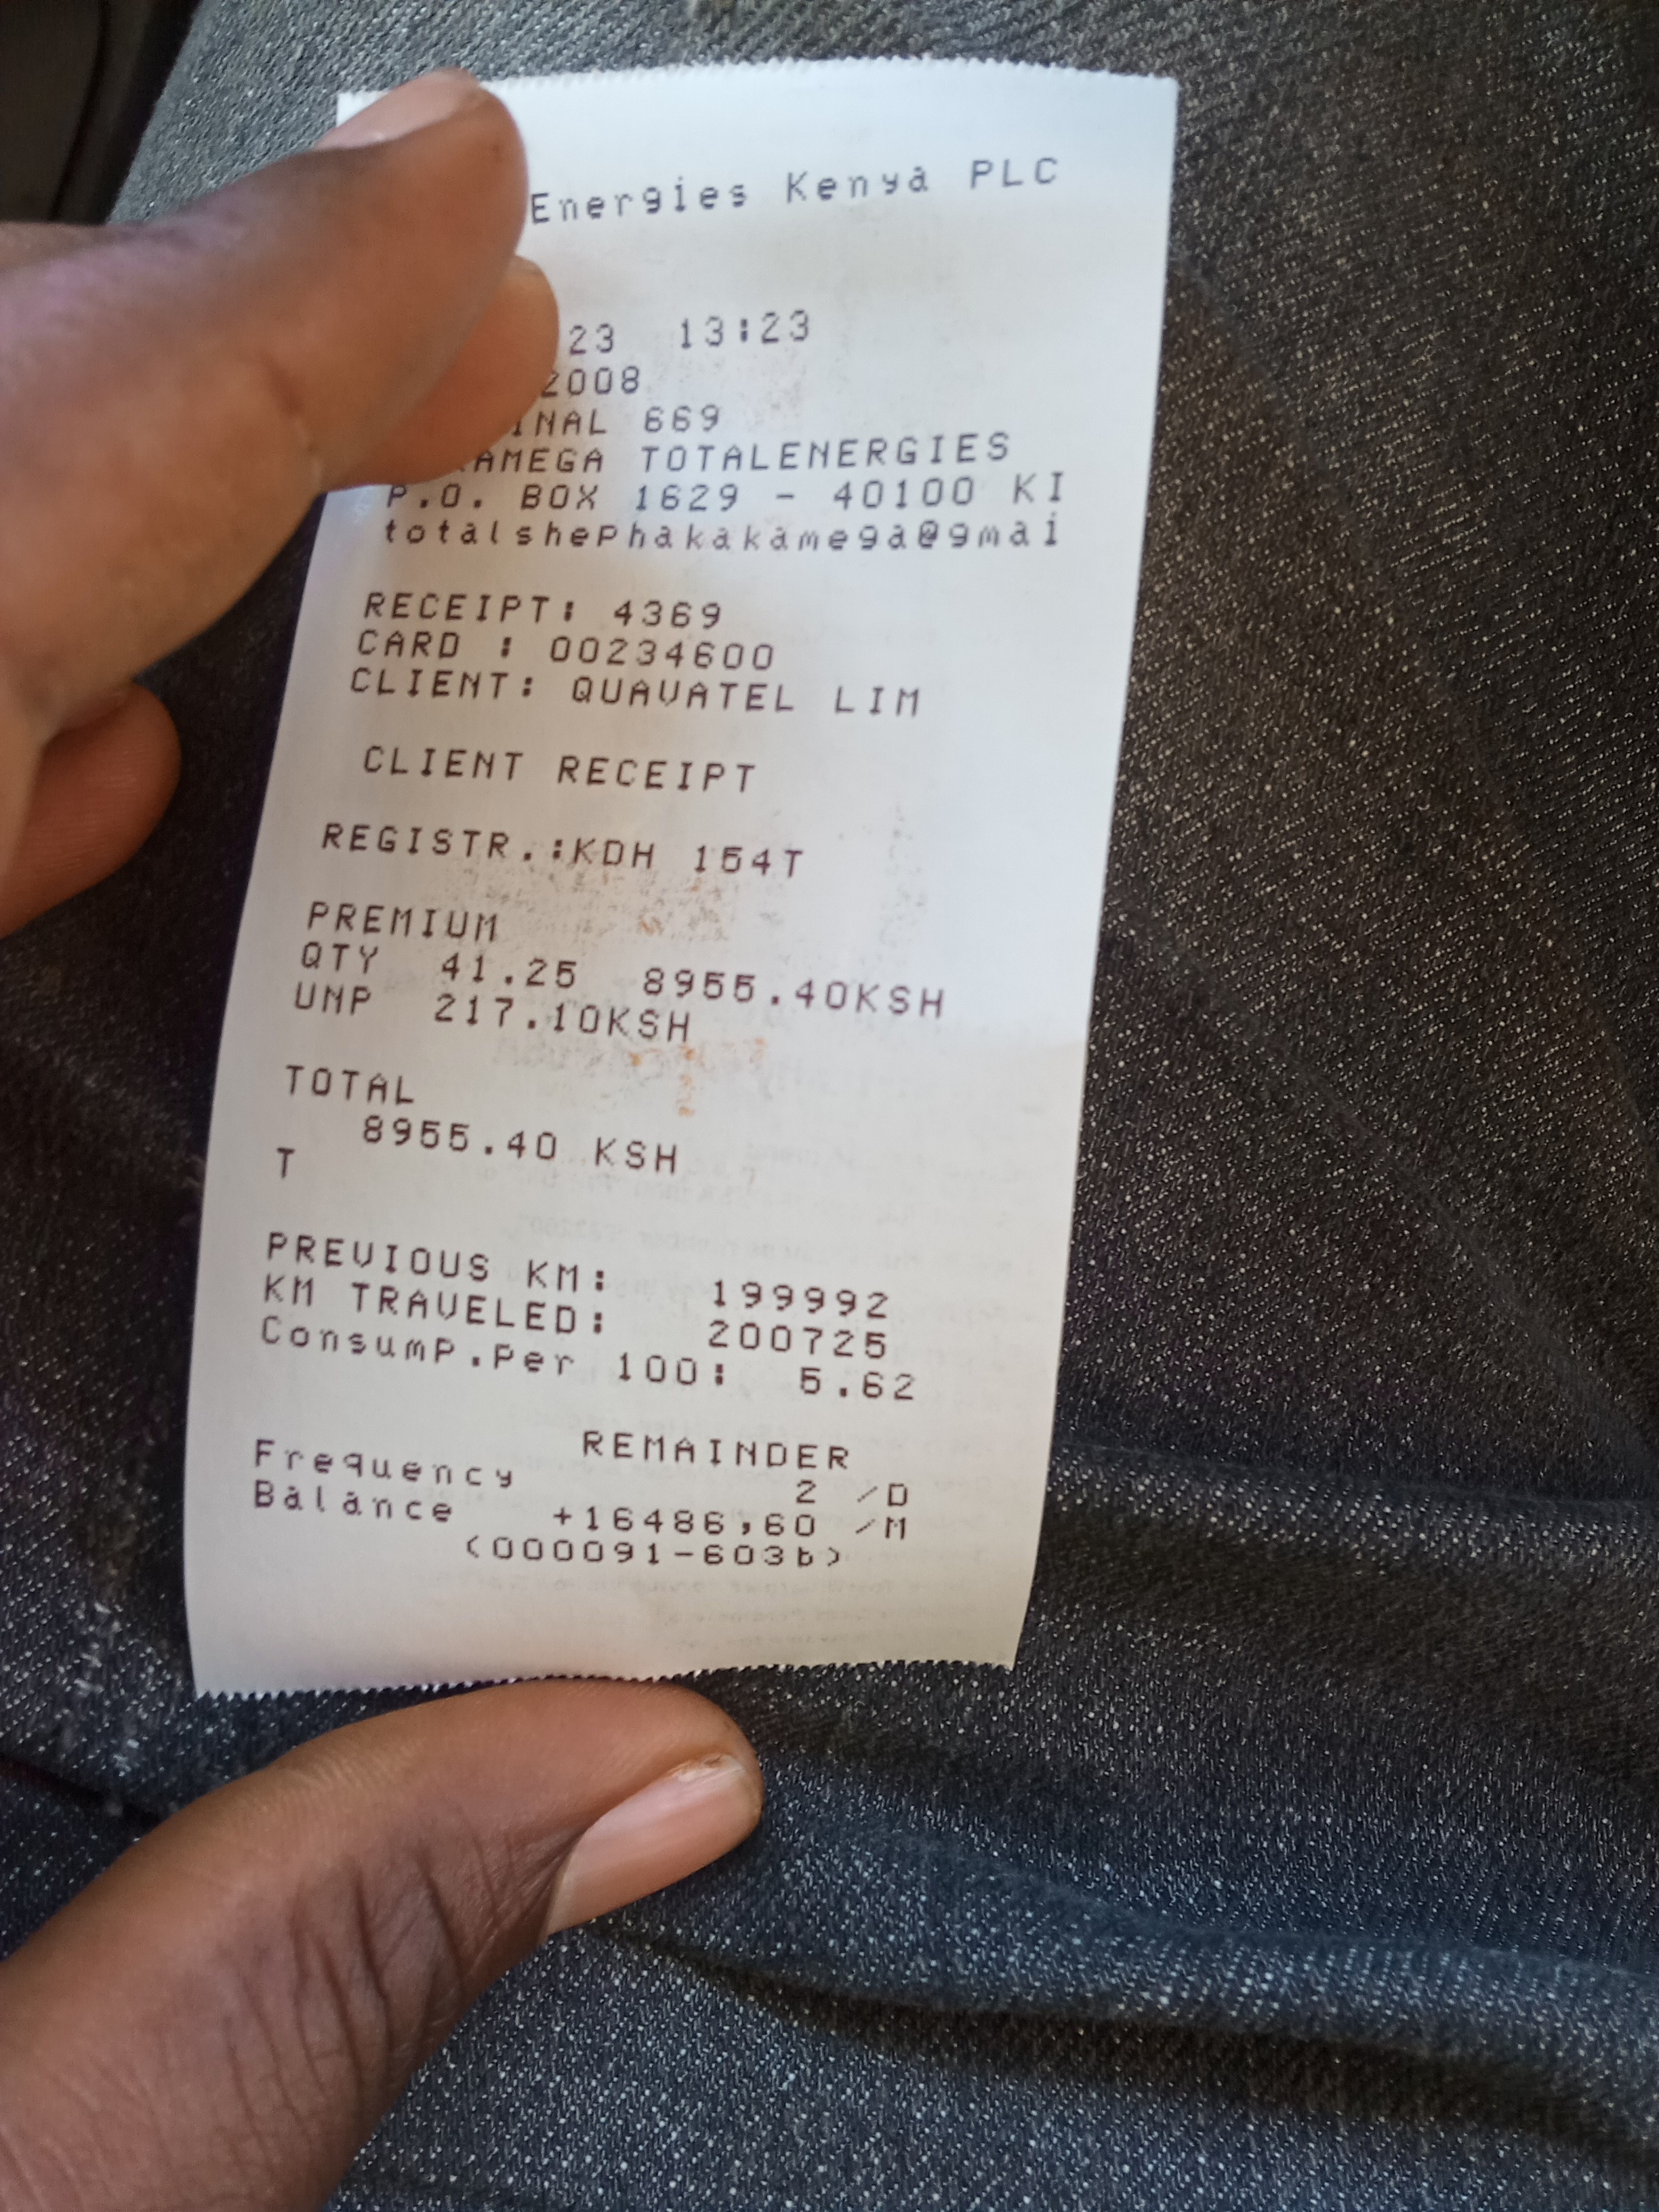 Energies Kenya PLC
23 13:23
2008
669
TOTALENERGIES
P.O. BOX 1629 - 40100 KI
totalshephakakamega@gmai
RECEIPT: 4369
CARD : 00234600
CLIENT: QUAVATEL LIM
CLIENT RECEIPT
REGISTR.:KDH 154T
PREMIUM
QTY 41.25 8955.40KSH
UNP 217.10KSH
TOTAL
8955.40 KSH
T
PREVIOUS KM: 199992
KM TRAVELED: 200725
Consump.Per 100: 5.62
REMAINDER
Frequency 2 /D
Balance +16486,60 /M
(000091-603b)